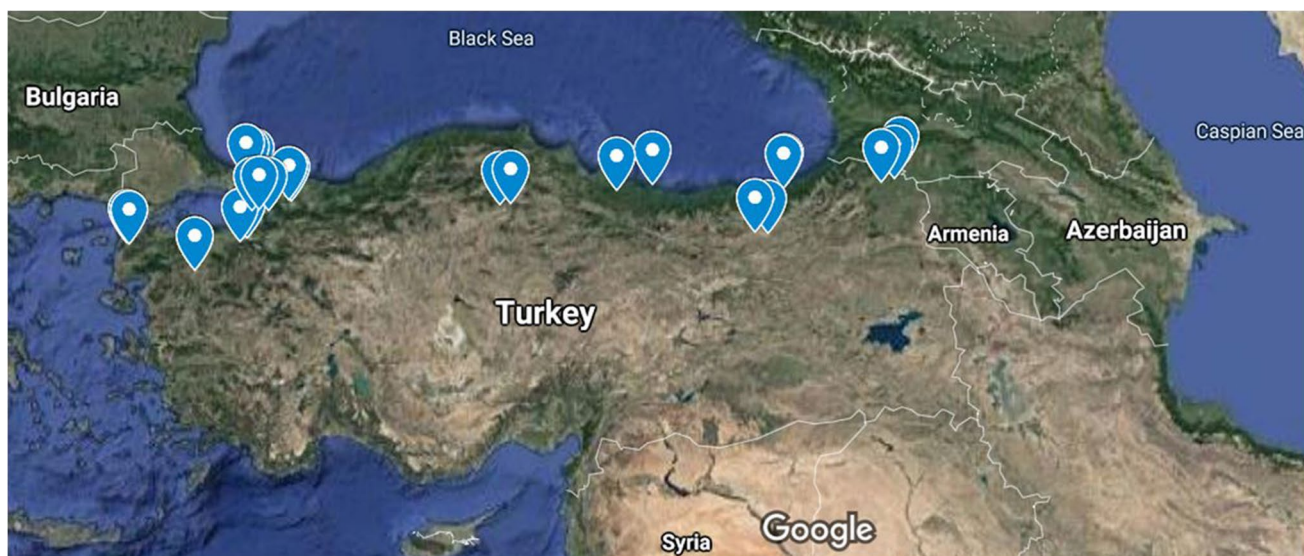 Black Sea
Bulgaria
Caspian Sea
Armenia
Azerbaijan
Turkey
Google
Syria